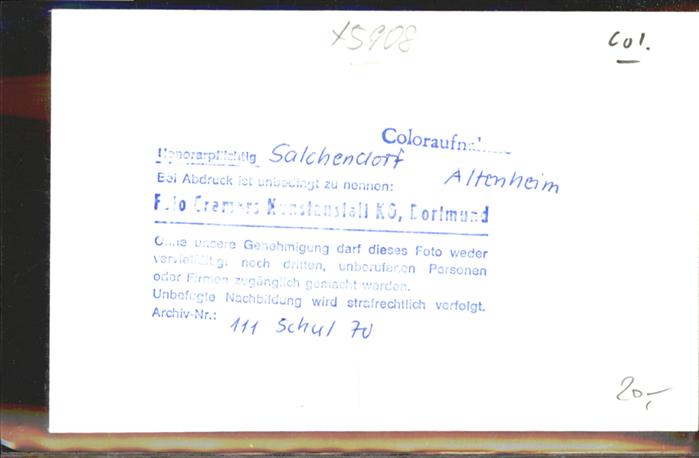 x5908
Col.
Coloraufnahme
Honorarpflichtig Salchendorf
Altenheim
Bei Abdruck ist unbedingt zu nennen:
Foto Cramers Kunstanstalt KG, Dortmund
Ohne unsere Genehmigung darf dieses Foto weder
vervielfältigt noch dritten, unberufenen Personen
oder Firmen zugänglich gemacht werden.
Unbefugte Nachbildung wird strafrechtlich verfolgt.
Archiv-Nr.: 111 Schul 70
20,-